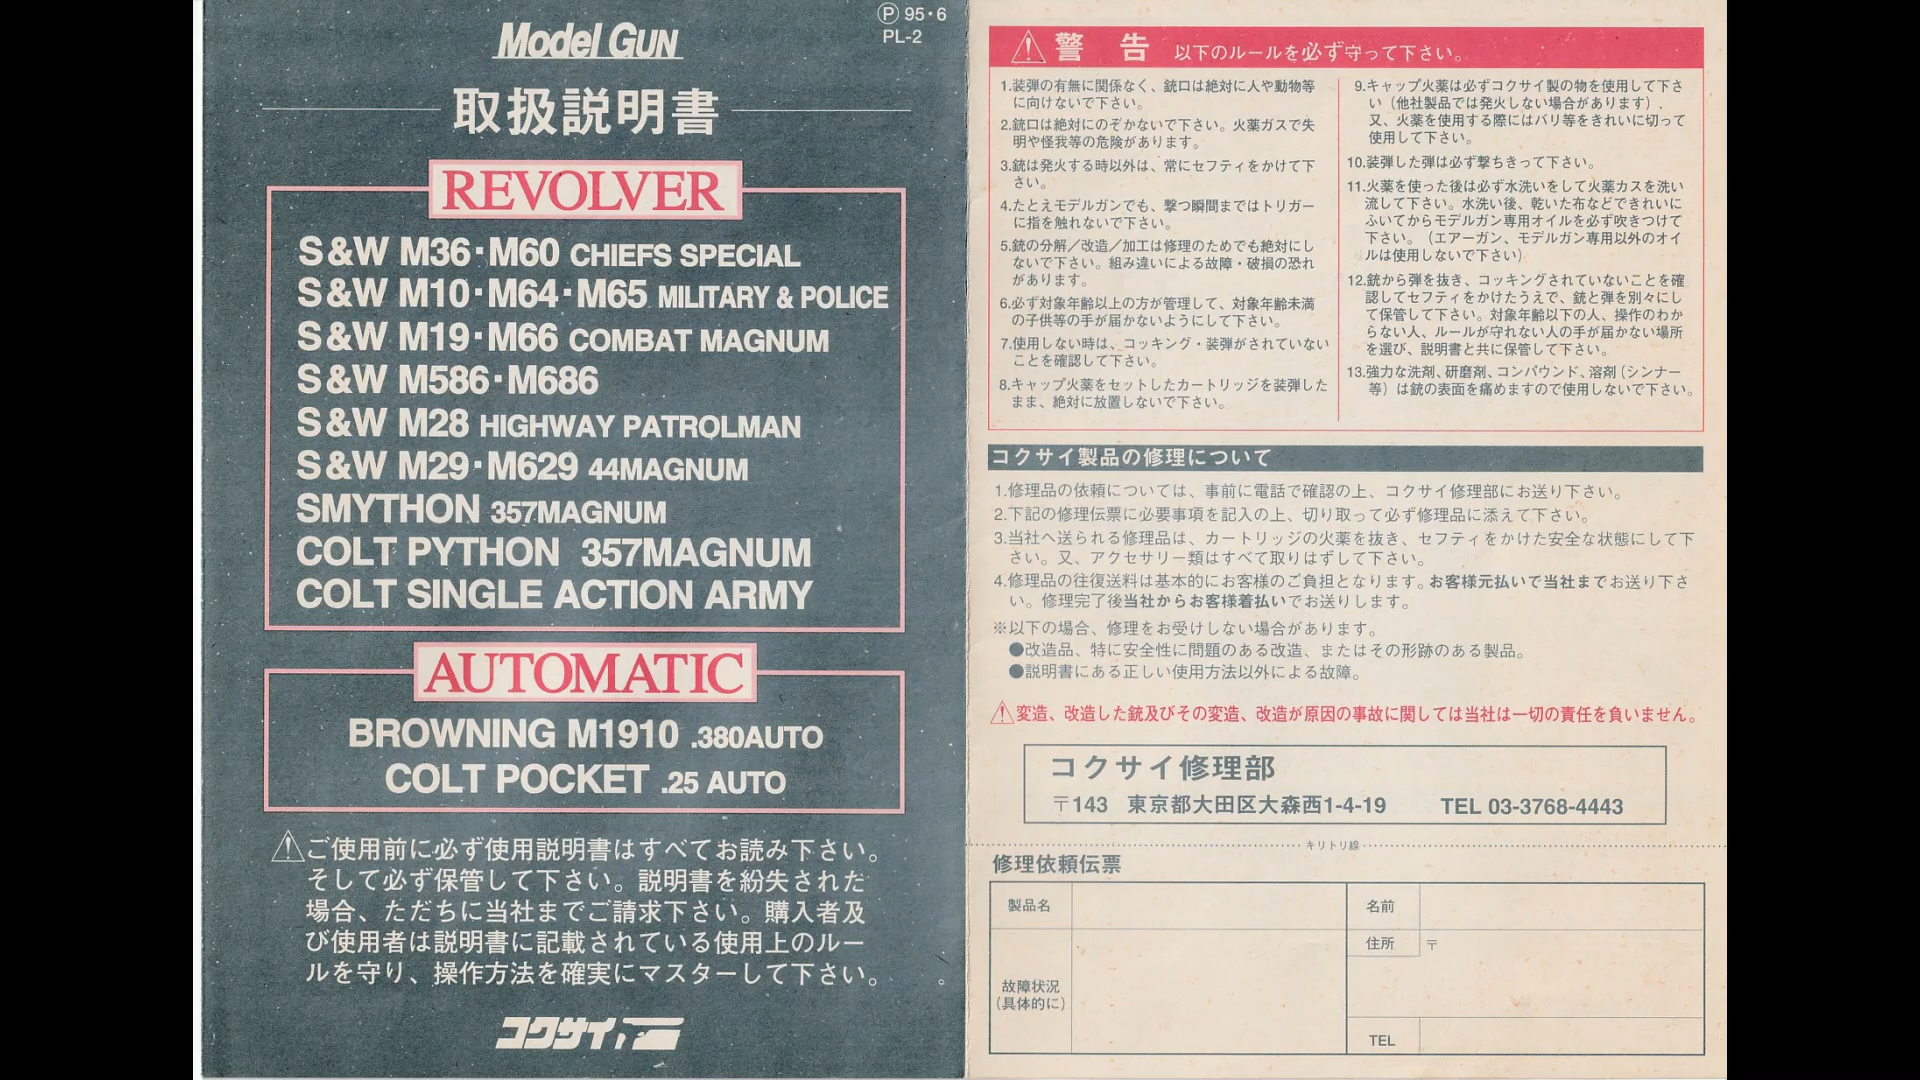 Model GUN
Ⓟ 95・6
PL-2
取扱説明書
REVOLVER
S&W M36・M60 CHIEFS SPECIAL
S&W M10・M64・M65 MILITARY & POLICE
S&W M19・M66 COMBAT MAGNUM
S&W M586・M686
S&W M28 HIGHWAY PATROLMAN
S&W M29・M629 44MAGNUM
SMYTHON 357MAGNUM
COLT PYTHON 357MAGNUM
COLT SINGLE ACTION ARMY
AUTOMATIC
BROWNING M1910 .380AUTO
COLT POCKET .25 AUTO
⚠ご使用前に必ず使用説明書はすべてお読み下さい。
そして必ず保管して下さい。説明書を紛失された
場合、ただちに当社までご請求下さい。購入者及
び使用者は説明書に記載されている使用上のルー
ルを守り、操作方法を確実にマスターして下さい。
コクサイ
⚠警告 以下のルールを必ず守って下さい。
1.装弾の有無に関係なく、銃口は絶対に人や動物等
に向けないで下さい。
2.銃口は絶対にのぞかないで下さい。火薬ガスで失
明や怪我等の危険があります。
3.銃は発火する時以外は、常にセフティをかけて下
さい。
4.たとえモデルガンでも、撃つ瞬間まではトリガー
に指を触れないで下さい。
5.銃の分解／改造／加工は修理のためでも絶対にし
ないで下さい。組み違いによる故障・破損の恐れ
があります。
6.必ず対象年齢以上の方が管理して、対象年齢未満
の子供等の手が届かないようにして下さい。
7.使用しない時は、コッキング・装弾がされていない
ことを確認して下さい。
8.キャップ火薬をセットしたカートリッジを装弾した
まま、絶対に放置しないで下さい。
9.キャップ火薬は必ずコクサイ製の物を使用して下さ
い（他社製品では発火しない場合があります）.
又、火薬を使用する際にはバリ等をきれいに切って
使用して下さい。
10.装弾した弾は必ず撃ちきって下さい。
11.火薬を使った後は必ず水洗いをして火薬カスを洗い
流して下さい。水洗い後、乾いた布などできれいに
ふいてからモデルガン専用オイルを必ず吹きつけて
下さい。（エアーガン、モデルガン専用以外のオイ
ルは使用しないで下さい）
12.銃から弾を抜き、コッキングされていないことを確
認してセフティをかけたうえで、銃と弾を別々にし
て保管して下さい。対象年齢以下の人、操作のわか
らない人、ルールが守れない人の手が届かない場所
を選び、説明書と共に保管して下さい。
13.強力な洗剤、研磨剤、コンパウンド、溶剤（シンナー
等）は銃の表面を痛めますので使用しないで下さい。
コクサイ製品の修理について
1.修理品の依頼については、事前に電話で確認の上、コクサイ修理部にお送り下さい。
2.下記の修理伝票に必要事項を記入の上、切り取って必ず修理品に添えて下さい。
3.当社へ送られる修理品は、カートリッジの火薬を抜き、セフティをかけた安全な状態にして下
さい。又、アクセサリー類はすべて取りはずして下さい。
4.修理品の往復送料は基本的にお客様のご負担となります。お客様元払いで当社までお送り下さ
い。修理完了後当社からお客様着払いでお送りします。
※以下の場合、修理をお受けしない場合があります。
●改造品、特に安全性に問題のある改造、またはその形跡のある製品。
●説明書にある正しい使用方法以外による故障。
⚠変造、改造した銃及びその変造、改造が原因の事故に関しては当社は一切の責任を負いません。
コクサイ修理部
〒143 東京都大田区大森西1-4-19 TEL 03-3768-4443
キリトリ線
修理依頼伝票
製品名
名前
住所 〒
故障状況
（具体的に）
TEL